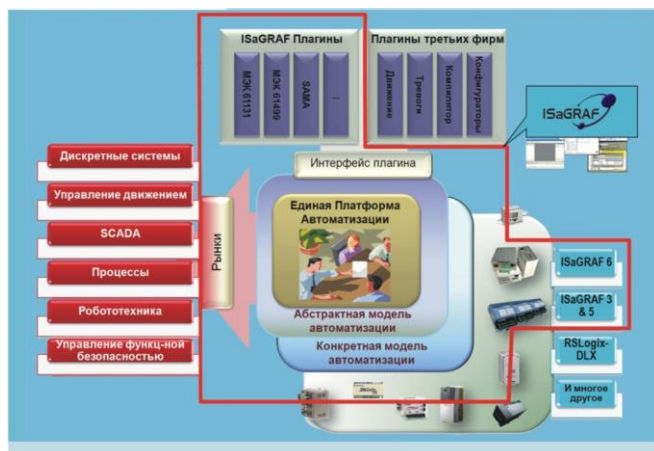 ISaGRAF Плагины
МЭК 61131
МЭК 61499
SAMA
...
Плагины третьих фирм
Движение
Тревоги
Компилятор
Конфигураторы
ISaGRAF
Интерфейс плагина
Дискретные системы
Управление движением
SCADA
Процессы
Робототехника
Управление функц-ной
безопасностью
Рынки
Единая Платформа
Автоматизации
Абстрактная модель
автоматизации
Конкретная модель
автоматизации
ISaGRAF 6
ISaGRAF 3
& 5
RSLogix-
DLX
И многое
другое